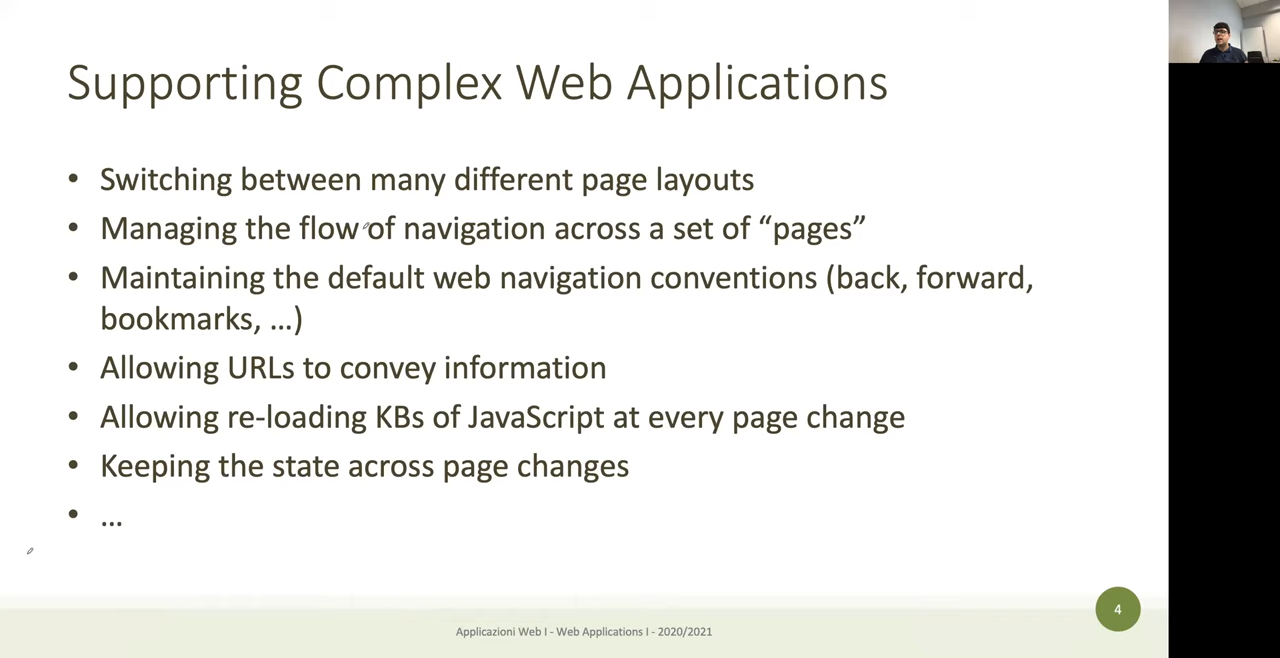 Supporting Complex Web Applications
• Switching between many different page layouts
• Managing the flow of navigation across a set of “pages”
• Maintaining the default web navigation conventions (back, forward,
bookmarks, …)
• Allowing URLs to convey information
• Allowing re-loading KBs of JavaScript at every page change
• Keeping the state across page changes
• …
4
Applicazioni Web I - Web Applications I - 2020/2021